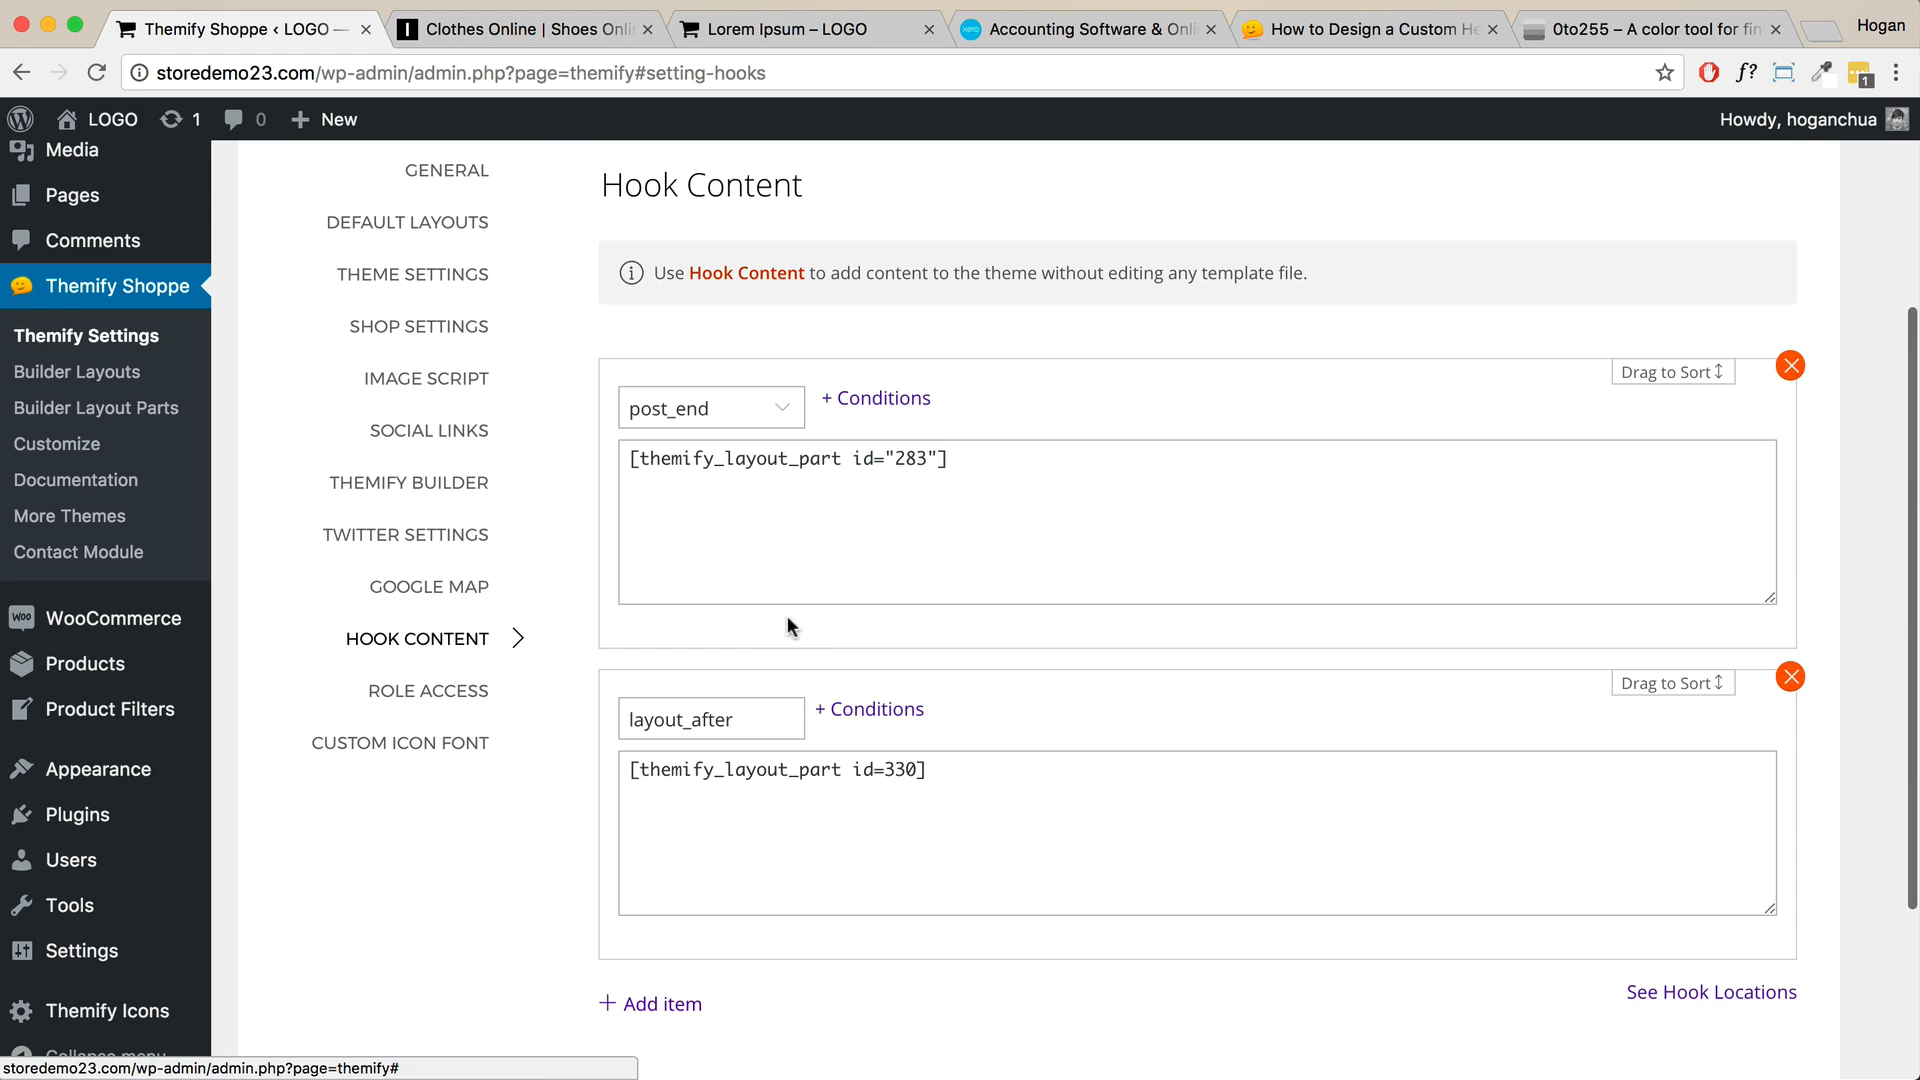 Themify Shoppe ‹ LOGO —
Clothes Online | Shoes Onli
Lorem Ipsum – LOGO
Accounting Software & Onli
How to Design a Custom He
0to255 – A color tool for fin
Hogan
storedemo23.com/wp-admin/admin.php?page=themify#setting-hooks
f?
1
LOGO
1
0
New
Howdy, hoganchua
Media
Pages
Comments
Themify Shoppe
Themify Settings
Builder Layouts
Builder Layout Parts
Customize
Documentation
More Themes
Contact Module
WooCommerce
Products
Product Filters
Appearance
Plugins
Users
Tools
Settings
Themify Icons
Collapse menu
GENERAL
DEFAULT LAYOUTS
THEME SETTINGS
SHOP SETTINGS
IMAGE SCRIPT
SOCIAL LINKS
THEMIFY BUILDER
TWITTER SETTINGS
GOOGLE MAP
HOOK CONTENT
ROLE ACCESS
CUSTOM ICON FONT
Hook Content
Use Hook Content to add content to the theme without editing any template file.
Drag to Sort
post_end
+ Conditions
[themify_layout_part id="283"]
Drag to Sort
layout_after
+ Conditions
[themify_layout_part id=330]
+ Add item
See Hook Locations
storedemo23.com/wp-admin/admin.php?page=themify#